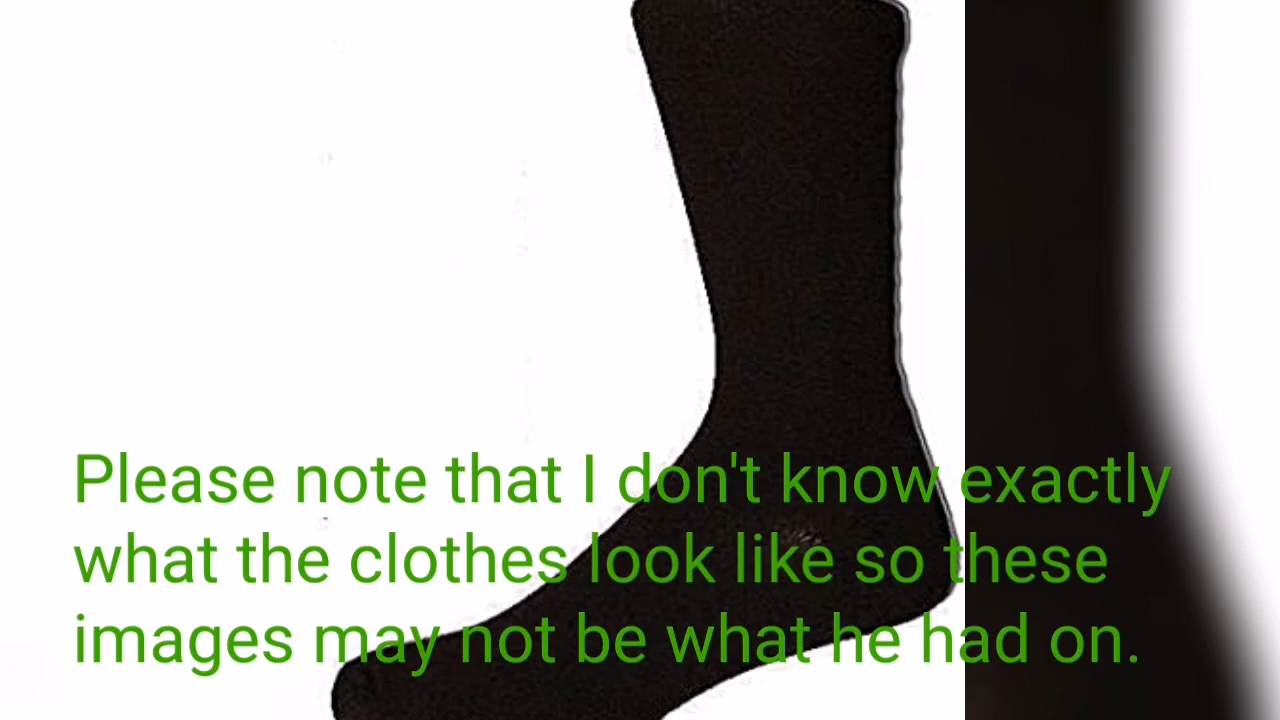 Please note that I don't know exactly
what the clothes look like so these
images may not be what he had on.